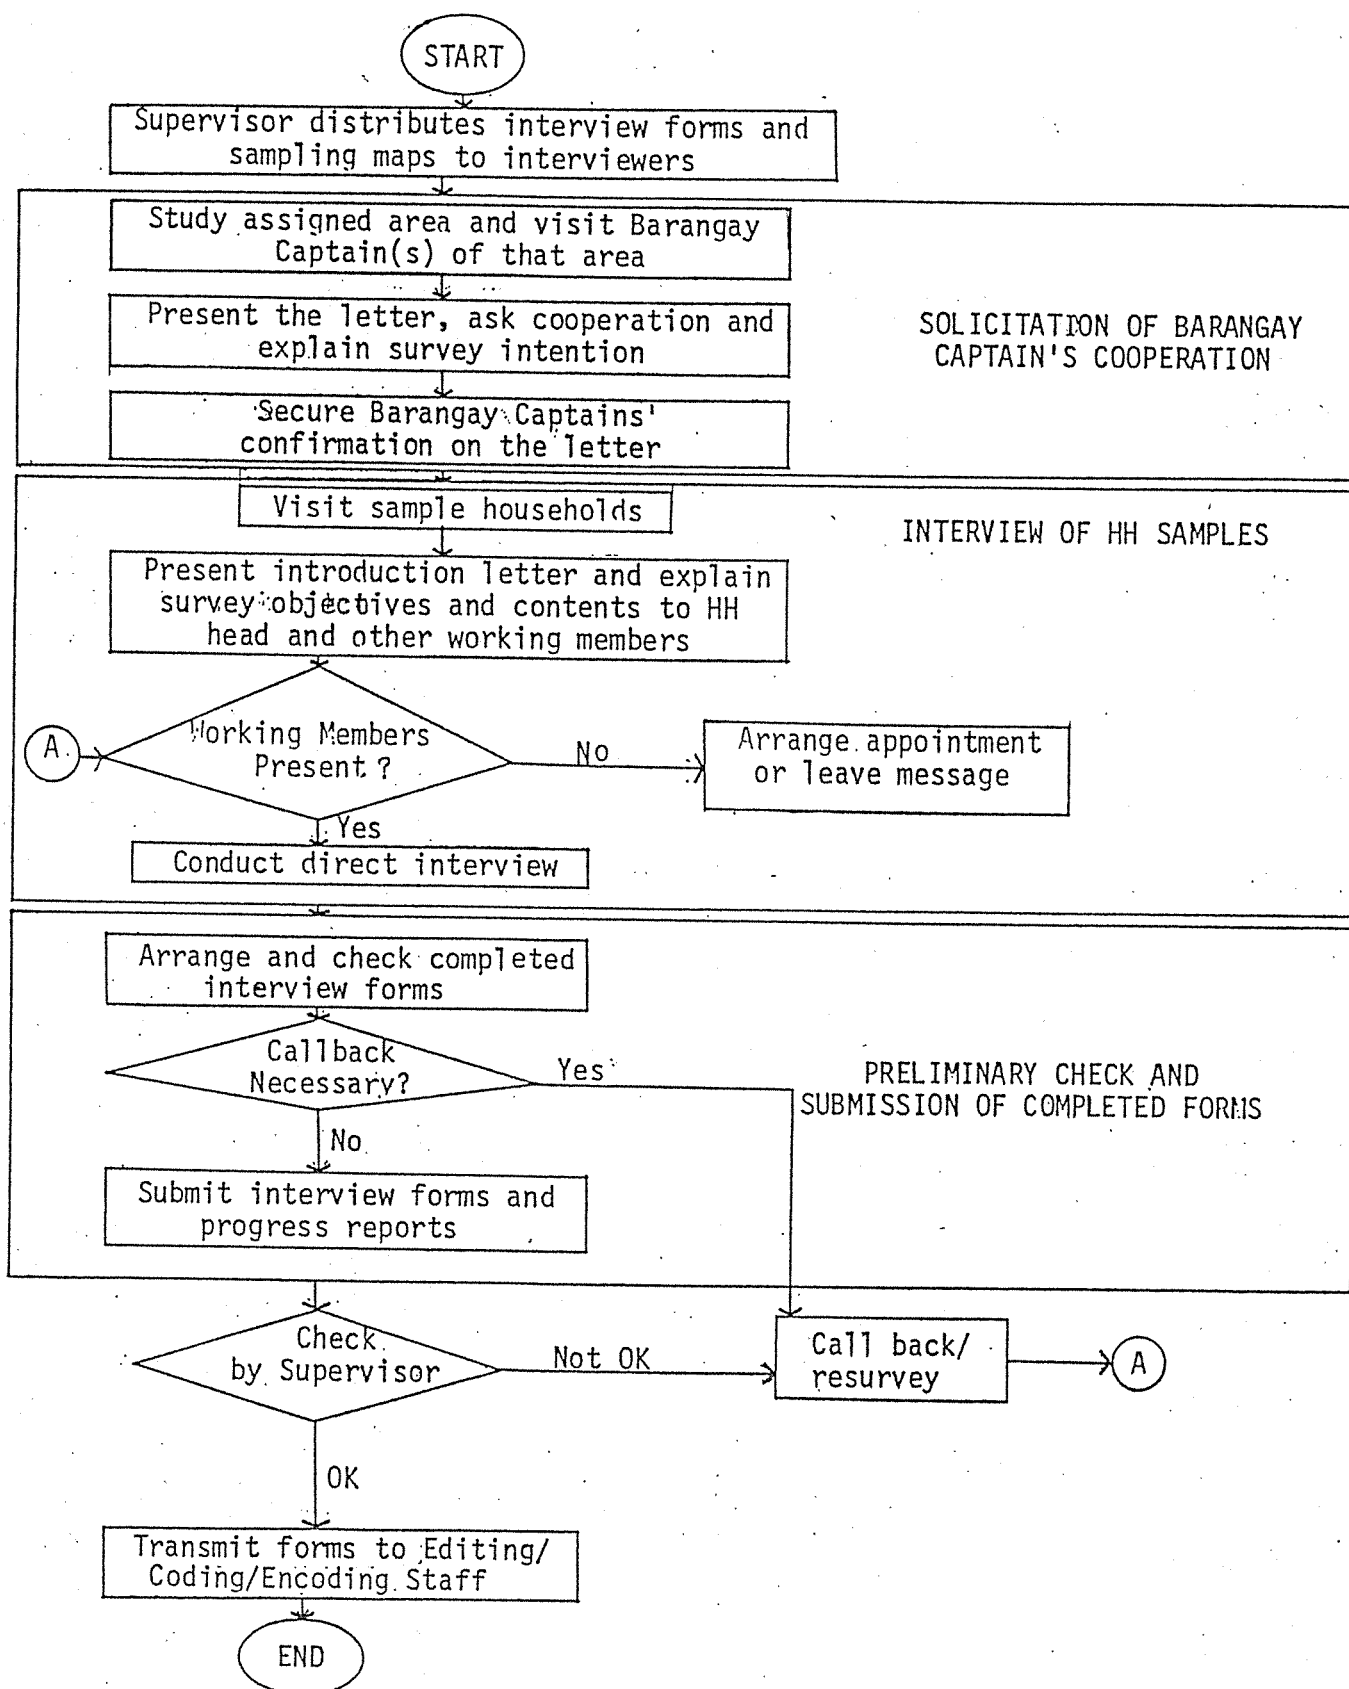 START
Supervisor distributes interview forms and
sampling maps to interviewers
Study assigned area and visit Barangay
Captain(s) of that area
Present the letter, ask cooperation and
explain survey intention
SOLICITATION OF BARANGAY
CAPTAIN'S COOPERATION
Secure Barangay Captains'
confirmation on the letter
Visit sample households
INTERVIEW OF HH SAMPLES
Present introduction letter and explain
survey objectives and contents to HH
head and other working members
A
Working Members
Present?
No
Arrange appointment
or leave message
Yes
Conduct direct interview
Arrange and check completed
interview forms
Callback
Necessary?
Yes
PRELIMINARY CHECK AND
SUBMISSION OF COMPLETED FORMS
No
Submit interview forms and
progress reports
Check
by Supervisor
Not OK
Call back/
resurvey
A
OK
Transmit forms to Editing/
Coding/Encoding Staff
END